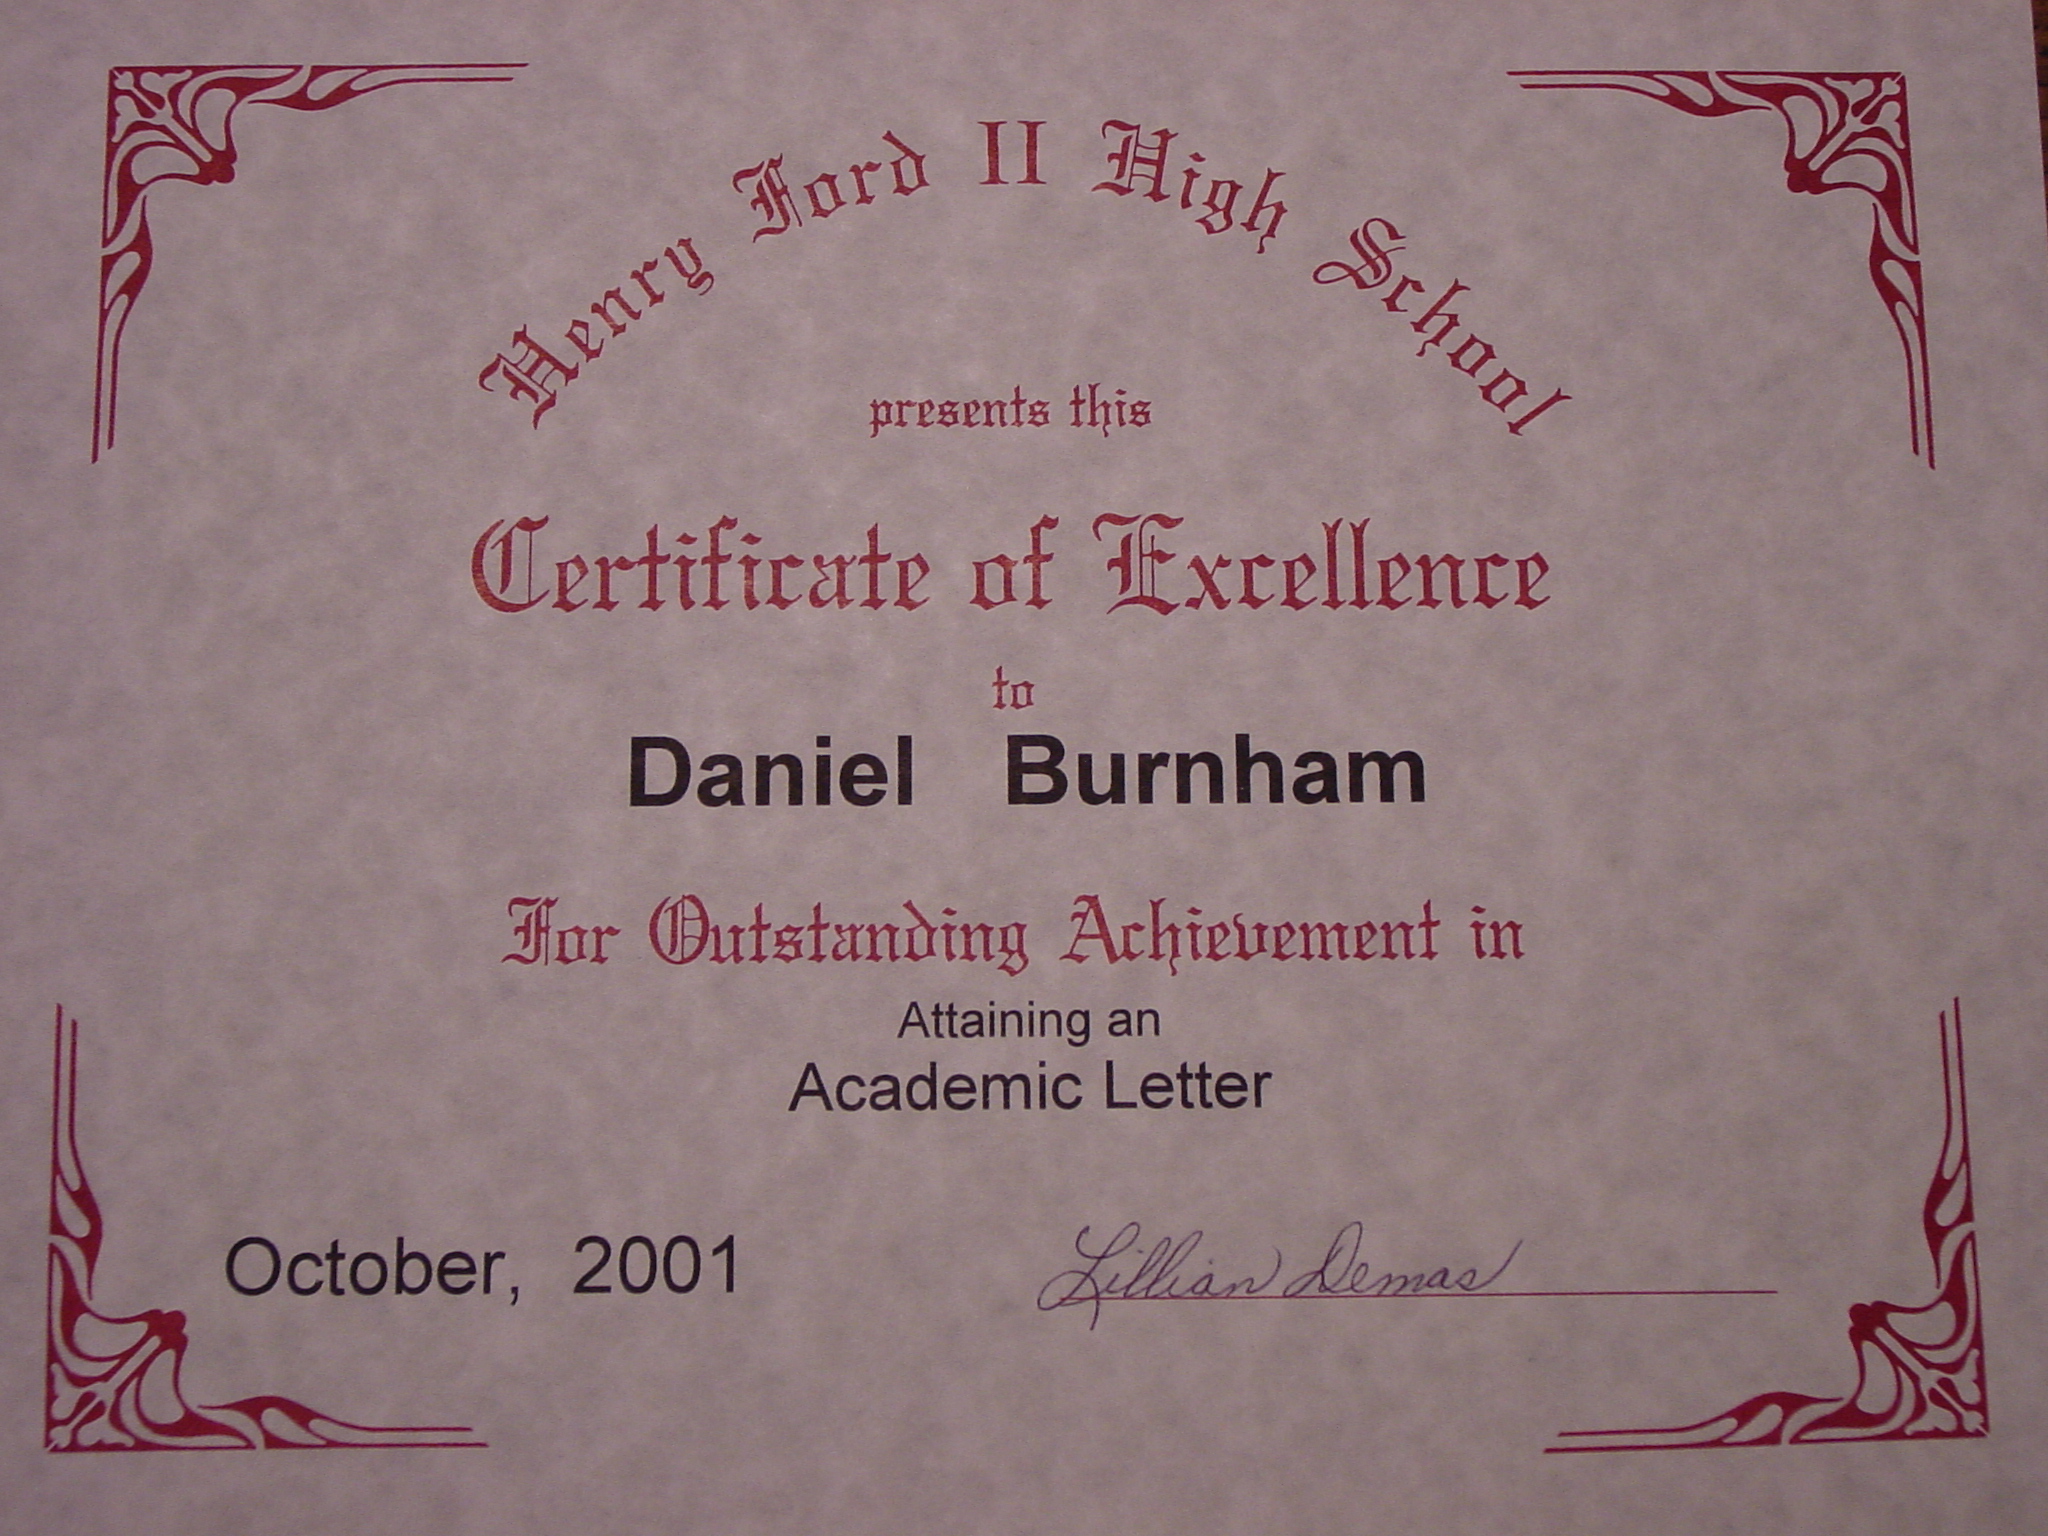 Henry Ford II High School
presents this
Certificate of Excellence
to
Daniel Burnham
For Outstanding Achievement in
Attaining an
Academic Letter
October, 2001
Lillian Demas